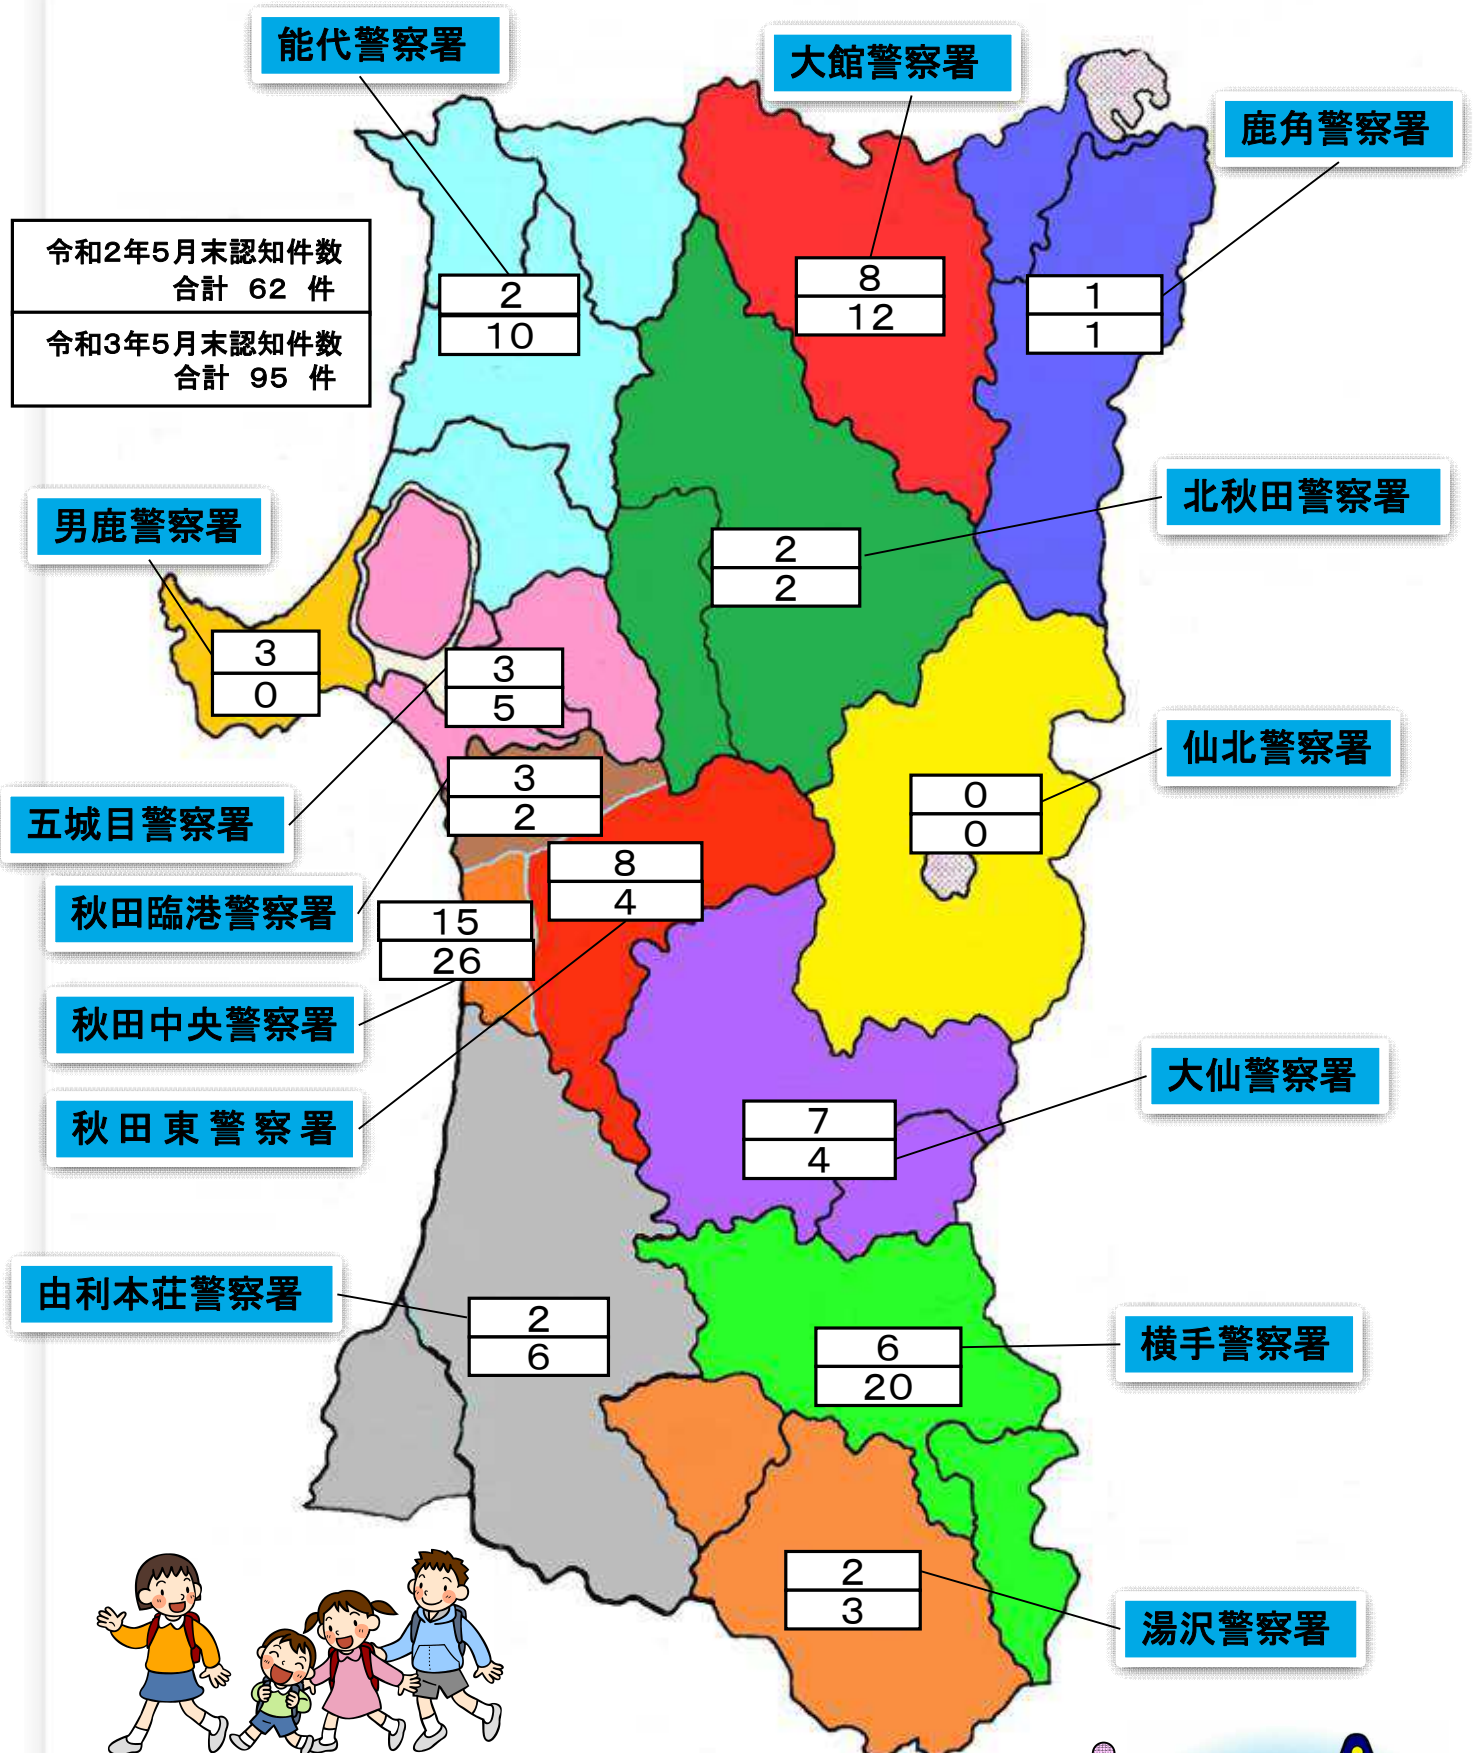 能代警察署
大館警察署
鹿角警察署
令和2年5月末認知件数
合計 62 件
令和3年5月末認知件数
合計 95 件
2
10
8
12
1
1
北秋田警察署
2
2
男鹿警察署
3
0
3
5
仙北警察署
0
0
五城目警察署
3
2
秋田臨港警察署
8
4
15
26
秋田中央警察署
秋田東警察署
大仙警察署
7
4
由利本荘警察署
2
6
横手警察署
6
20
2
3
湯沢警察署